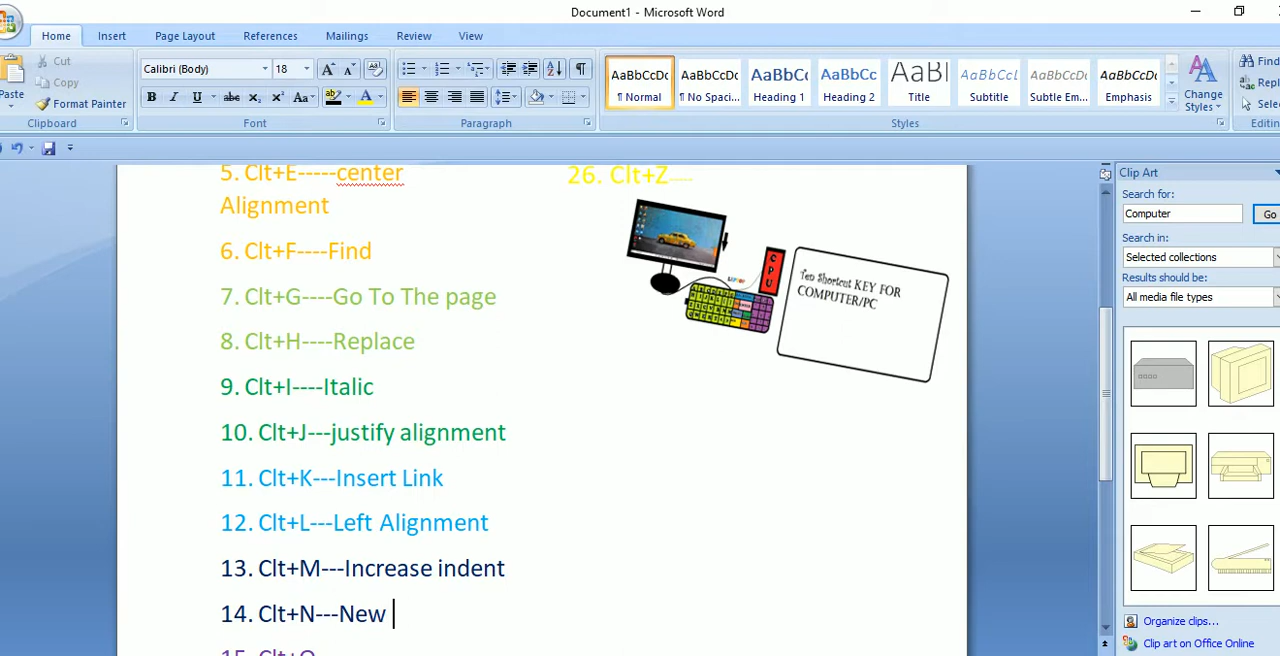 Document1 - Microsoft Word
Home Insert Page Layout References Mailings Review View
Cut
Copy
Paste
Format Painter
Clipboard
Calibri (Body) 18
Font
Paragraph
AaBbCcDc AaBbCcDc AaBbCc AaBbCc AaBl AaBbCcL AaBbCcDc AaBbCcDc
¶ Normal ¶ No Spaci... Heading 1 Heading 2 Title Subtitle Subtle Em... Emphasis
Change
Styles
Styles
Find
Repl
Selec
Editin
5. Clt+E-----center
Alignment
6. Clt+F----Find
7. Clt+G----Go To The page
8. Clt+H----Replace
9. Clt+I----Italic
10. Clt+J---justify alignment
11. Clt+K---Insert Link
12. Clt+L---Left Alignment
13. Clt+M---Increase indent
14. Clt+N---New
26. Clt+Z----
CPU
Ten Shortcut KEY FOR
COMPUTER/PC
Clip Art
Search for:
Computer Go
Search in:
Selected collections
Results should be:
All media file types
Organize clips...
Clip art on Office Online